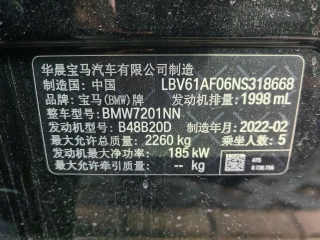 华晨宝马汽车有限公司制造
制造国：中国 LBV61AF06NS318668
品牌：宝马(BMW)牌 发动机排量：1998 mL
整车型号：BMW7201NN
发动机型号：B48B20D 制造年月：2022-02
最大允许总质量：2260 kg 乘坐人数：5
发动机最大净功率：185 kW
最大允许牵引质量：-- kg
475